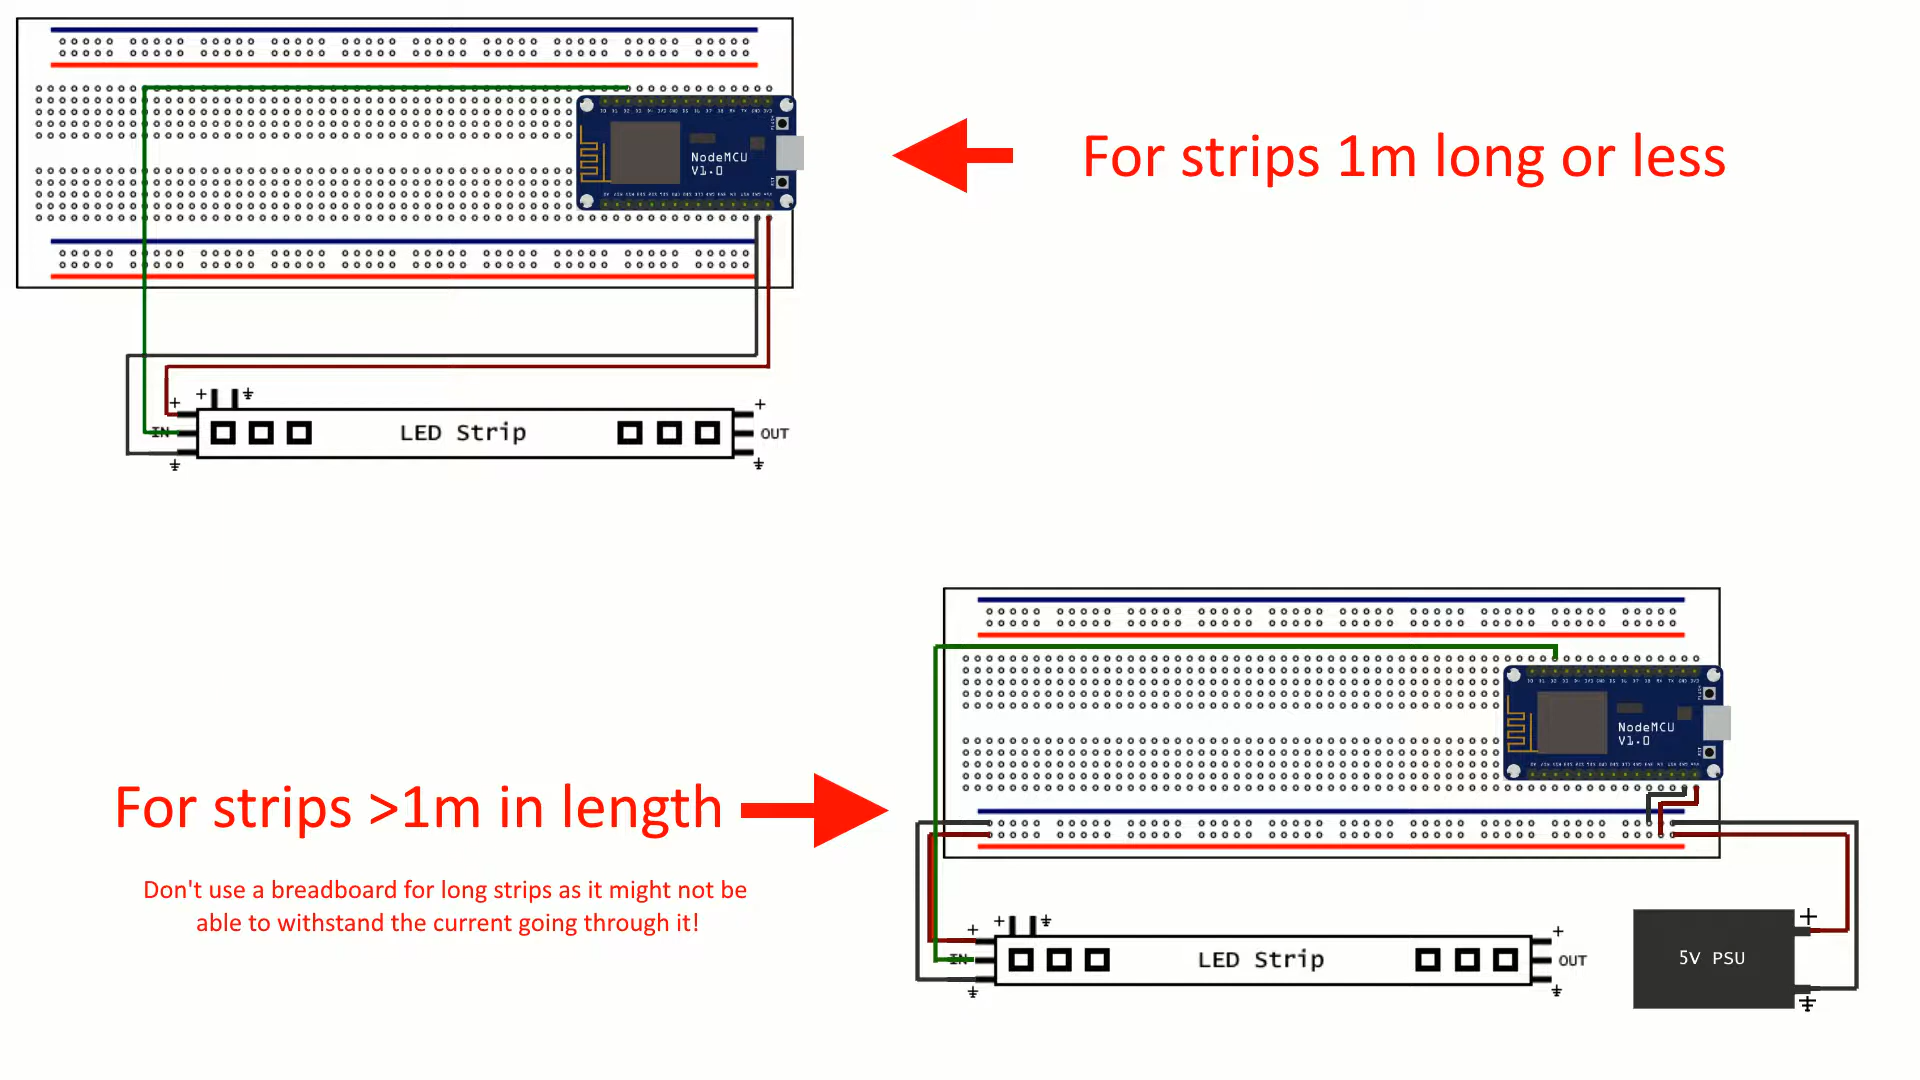 For strips 1m long or less
NodeMCU
V1.0
+
+
+
IN
LED Strip
OUT
For strips >1m in length
Don't use a breadboard for long strips as it might not be
able to withstand the current going through it!
NodeMCU
V1.0
+
+
+
IN
LED Strip
OUT
+
5V PSU